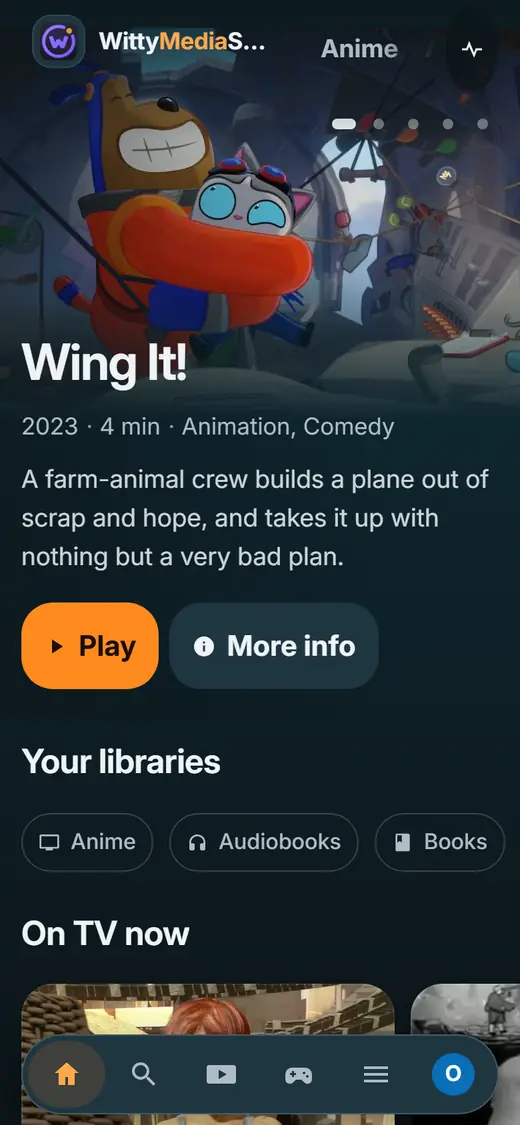 WittyMediaS...
Anime
Wing It!
2023 · 4 min · Animation, Comedy
A farm-animal crew builds a plane out of
scrap and hope, and takes it up with
nothing but a very bad plan.
Play
More info
Your libraries
Anime
Audiobooks
Books
On TV now
O